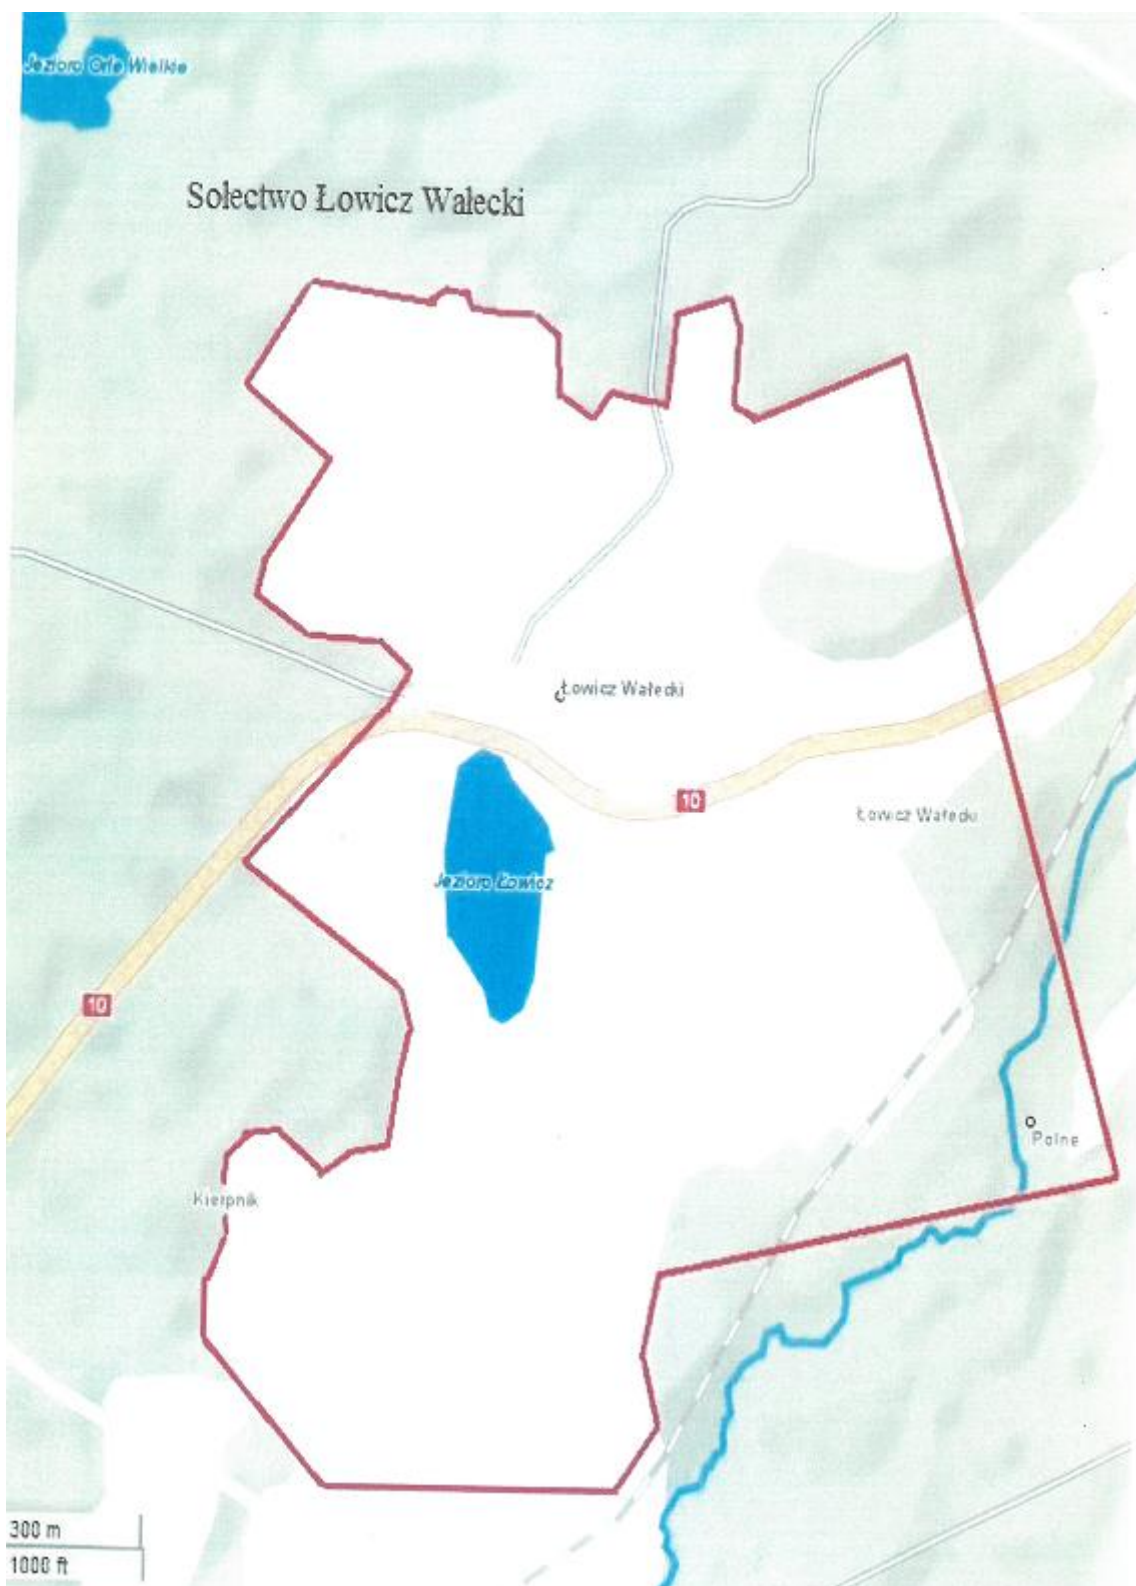 Jezioro Orle Wielkie
Sołectwo Łowicz Wałecki
Łowicz Wałecki
10
Łowicz Wałecki
Jezioro Łowicz
10
Polne
Kierpnik
300 m
1000 ft